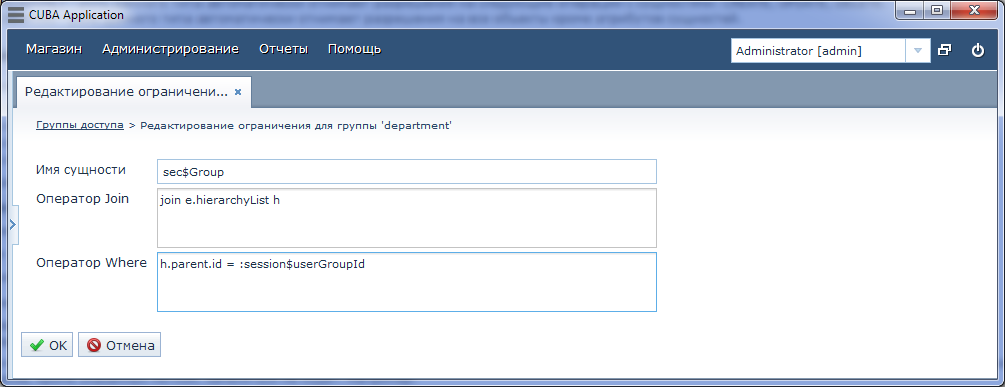 CUBA Application
Магазин Администрирование Отчеты Помощь
Administrator [admin]
Редактирование ограничени... ×
Группы доступа > Редактирование ограничения для группы 'department'
Имя сущности sec$Group
Оператор Join join e.hierarchyList h
Оператор Where h.parent.id = :session$userGroupId
OK Отмена